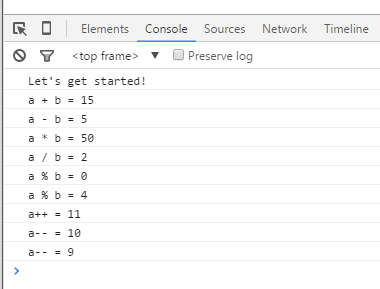 Elements Console Sources Network Timeline
<top frame> ▼ Preserve log
Let's get started!
a + b = 15
a - b = 5
a * b = 50
a / b = 2
a % b = 0
a % b = 4
a++ = 11
a-- = 10
a-- = 9
>